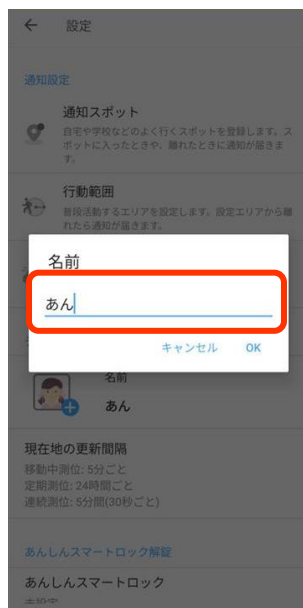 設定
通知設定
通知スポット
自宅や学校などのよく行くスポットを登録します。ス
ポットに入ったときや、離れたときに通知が届きま
す。
行動範囲
普段活動するエリアを設定します。設定エリアから離
れたら通知が届きます。
名前
あん
キャンセル OK
名前
あん
現在地の更新間隔
移動中測位: 5分ごと
定期測位: 24時間ごと
連続測位: 5分間(30秒ごと)
あんしんスマートロック解錠
あんしんスマートロック
未設定